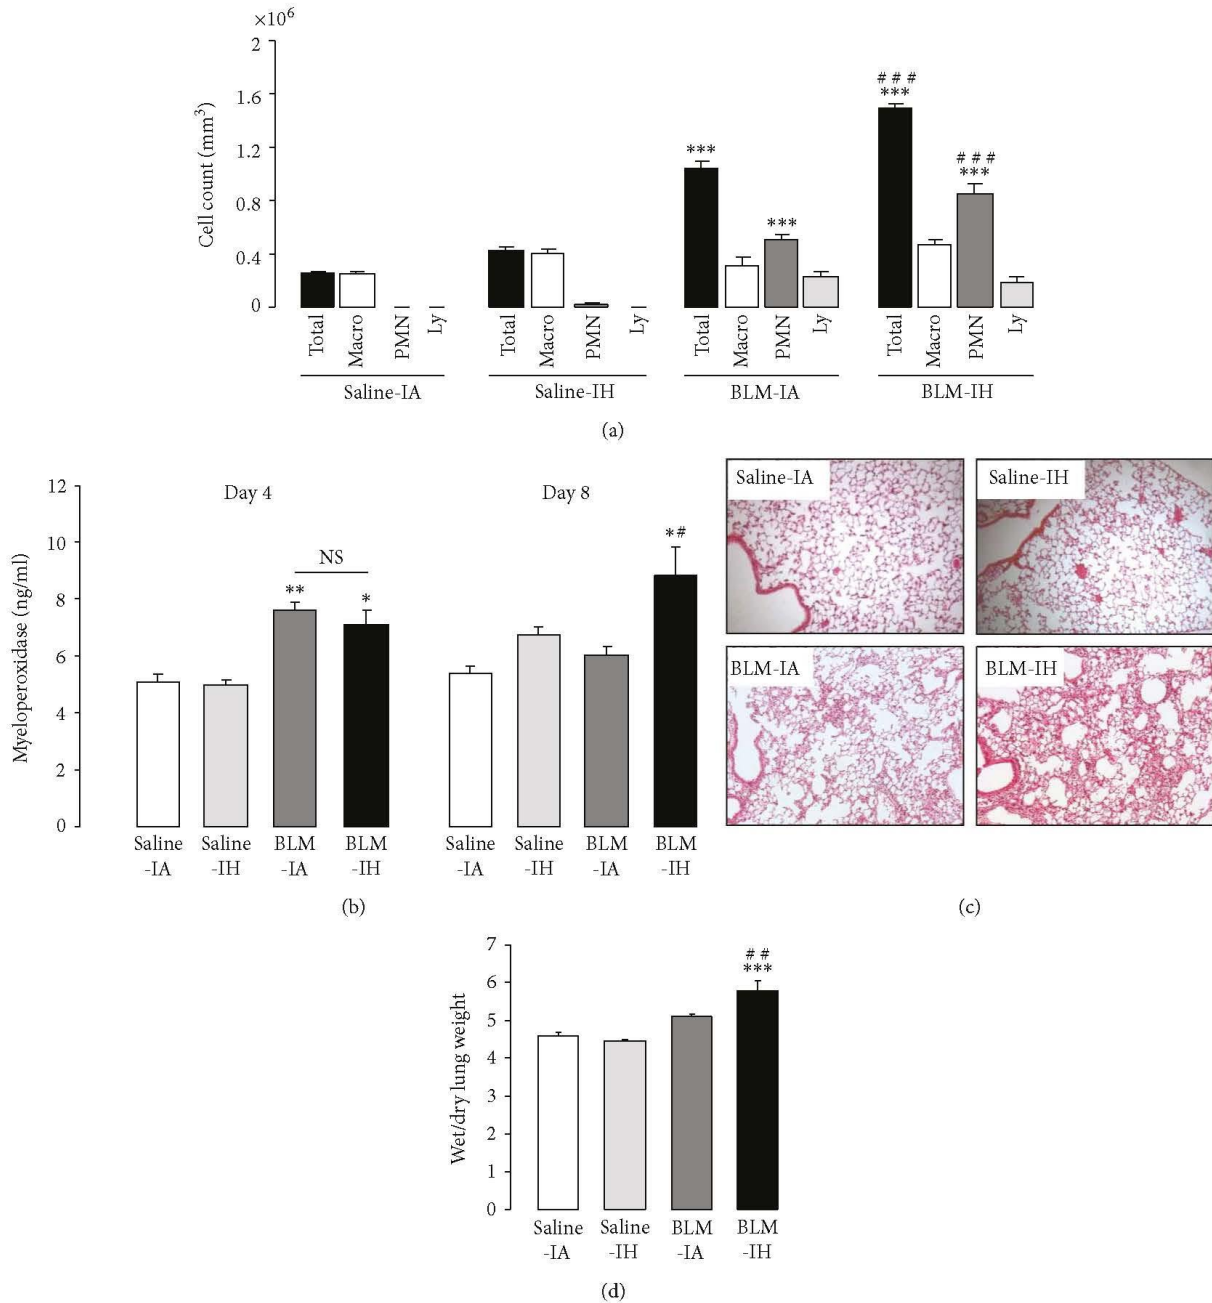 ×10⁶
2
1.6
1.2
0.8
0.4
0
Cell count (mm³)
***
***
# # #
***
# # #
***
Total
Macro
PMN
Ly
Total
Macro
PMN
Ly
Total
Macro
PMN
Ly
Total
Macro
PMN
Ly
Saline-IA
Saline-IH
BLM-IA
BLM-IH
(a)
12
10
8
6
4
2
0
Myeloperoxidase (ng/ml)
Day 4
Day 8
NS
**
*
*#
Saline
-IA
Saline
-IH
BLM
-IA
BLM
-IH
Saline
-IA
Saline
-IH
BLM
-IA
BLM
-IH
(b)
Saline-IA
Saline-IH
BLM-IA
BLM-IH
(c)
7
6
5
4
3
2
1
0
Wet/dry lung weight
# #
***
Saline
-IA
Saline
-IH
BLM
-IA
BLM
-IH
(d)